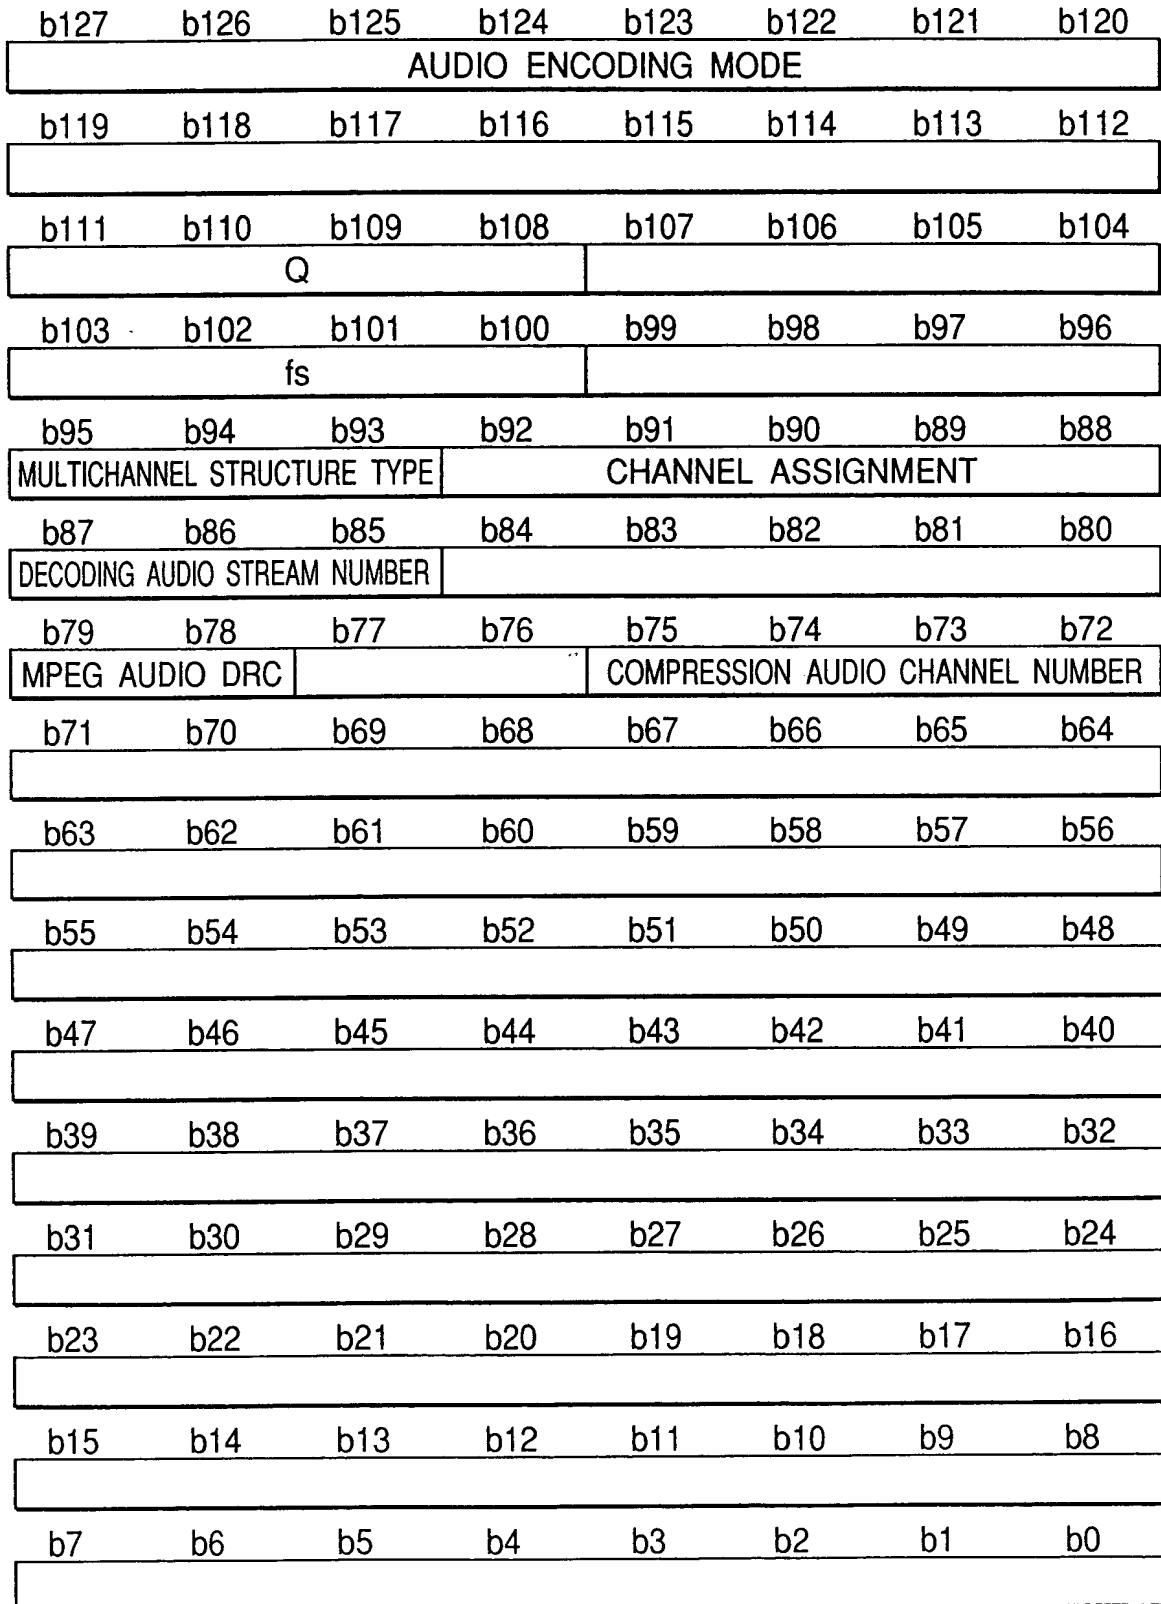 b127 b126 b125 b124 b123 b122 b121 b120
AUDIO ENCODING MODE
b119 b118 b117 b116 b115 b114 b113 b112
b111 b110 b109 b108 b107 b106 b105 b104
Q
b103 b102 b101 b100 b99 b98 b97 b96
fs
b95 b94 b93 b92 b91 b90 b89 b88
MULTICHANNEL STRUCTURE TYPE CHANNEL ASSIGNMENT
b87 b86 b85 b84 b83 b82 b81 b80
DECODING AUDIO STREAM NUMBER
b79 b78 b77 b76 b75 b74 b73 b72
MPEG AUDIO DRC COMPRESSION AUDIO CHANNEL NUMBER
b71 b70 b69 b68 b67 b66 b65 b64
b63 b62 b61 b60 b59 b58 b57 b56
b55 b54 b53 b52 b51 b50 b49 b48
b47 b46 b45 b44 b43 b42 b41 b40
b39 b38 b37 b36 b35 b34 b33 b32
b31 b30 b29 b28 b27 b26 b25 b24
b23 b22 b21 b20 b19 b18 b17 b16
b15 b14 b13 b12 b11 b10 b9 b8
b7 b6 b5 b4 b3 b2 b1 b0